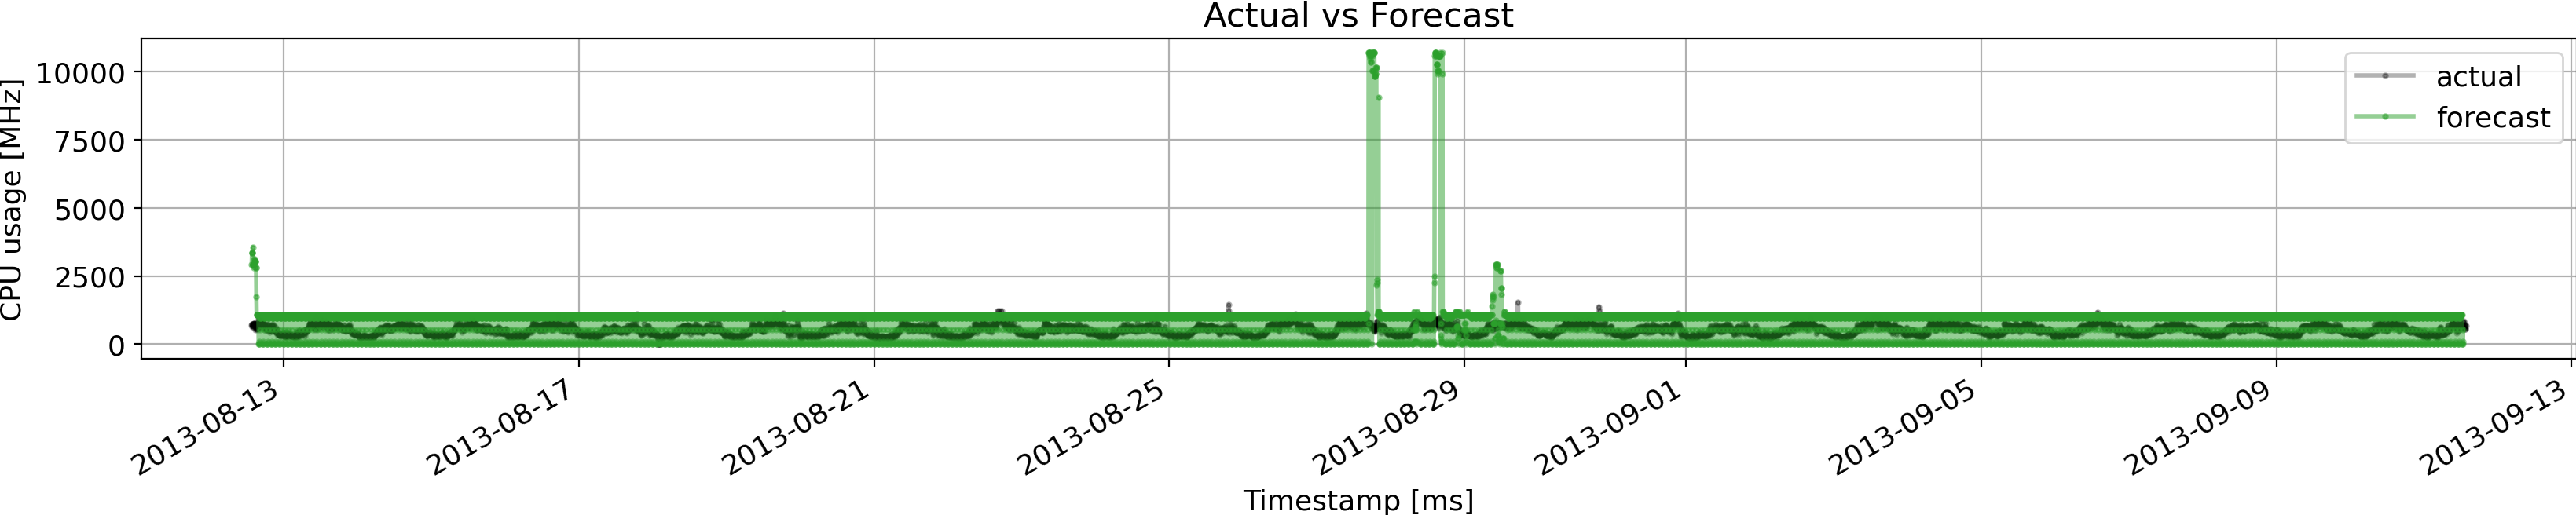 Actual vs Forecast
CPU usage [MHz]
10000
7500
5000
2500
0
actual
forecast
2013-08-13
2013-08-17
2013-08-21
2013-08-25
2013-08-29
2013-09-01
2013-09-05
2013-09-09
2013-09-13
Timestamp [ms]